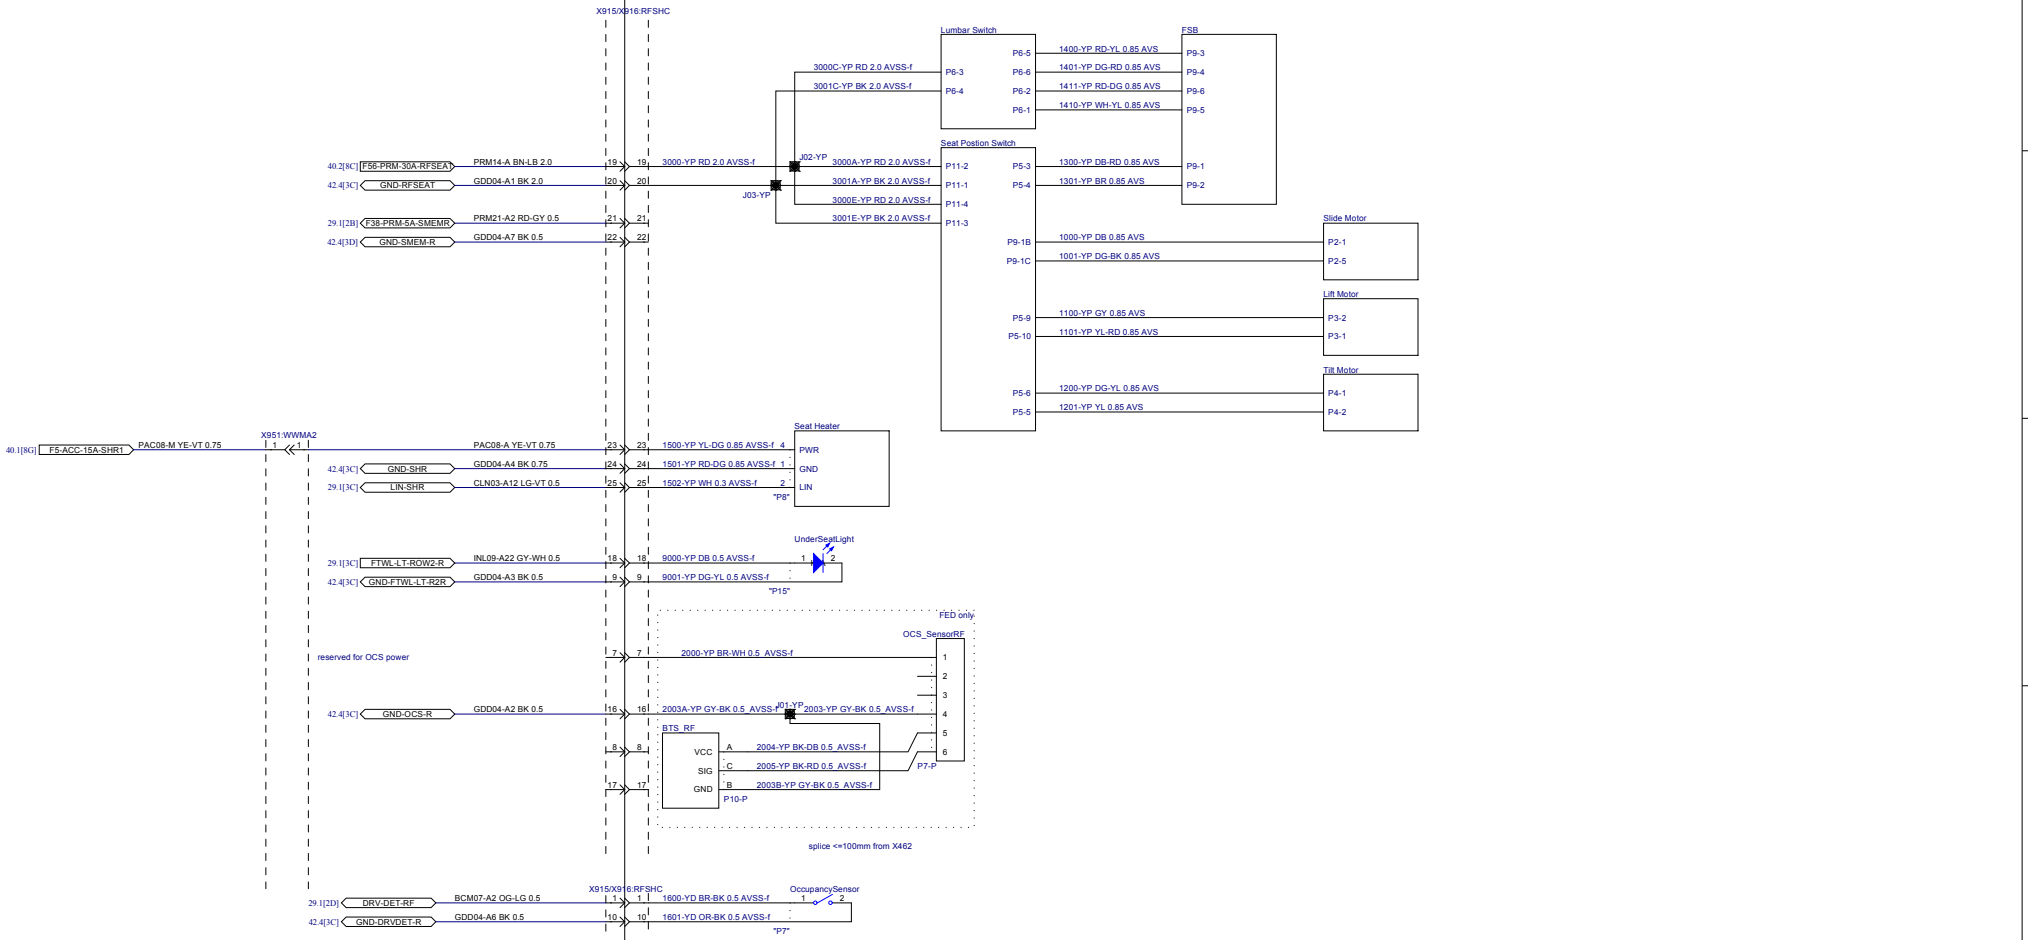 X915/X916:RFSHC
Lumbar Switch
FSB
P6-5 1400-YP RD-YL 0.85 AVS P9-3
3000C-YP RD 2.0 AVSS-f P6-3 P6-6 1401-YP DG-RD 0.85 AVS P9-4
3001C-YP BK 2.0 AVSS-f P6-4 P6-2 1411-YP RD-DG 0.85 AVS P9-6
P6-1 1410-YP WH-YL 0.85 AVS P9-5
Seat Postion Switch
J02-YP
40.2[8C] F56-PRM-30A-RFSEAT PRM14-A BN-LB 2.0 19 19 3000-YP RD 2.0 AVSS-f 3000A-YP RD 2.0 AVSS-f P11-2 P5-3 1300-YP DB-RD 0.85 AVS P9-1
42.4[3C] GND-RFSEAT GDD04-A1 BK 2.0 20 20 3001A-YP BK 2.0 AVSS-f P11-1 P5-4 1301-YP BR 0.85 AVS P9-2
J03-YP
3000E-YP RD 2.0 AVSS-f P11-4
29.1[2B] F38-PRM-5A-SMEMR PRM21-A2 RD-GY 0.5 21 21 3001E-YP BK 2.0 AVSS-f P11-3
Slide Motor
42.4[3D] GND-SMEM-R GDD04-A7 BK 0.5 22 22 P9-1B 1000-YP DB 0.85 AVS P2-1
P9-1C 1001-YP DG-BK 0.85 AVS P2-5
Lift Motor
P5-9 1100-YP GY 0.85 AVS P3-2
P5-10 1101-YP YL-RD 0.85 AVS P3-1
Tilt Motor
P5-6 1200-YP DG-YL 0.85 AVS P4-1
P5-5 1201-YP YL 0.85 AVS P4-2
Seat Heater
X951:WWMA2
40.1[8G] F5-ACC-15A-SHR1 PAC08-M YE-VT 0.75 1 1 PAC08-A YE-VT 0.75 23 23 1500-YP YL-DG 0.85 AVSS-f 4 PWR
42.4[3C] GND-SHR GDD04-A4 BK 0.75 24 24 1501-YP RD-DG 0.85 AVSS-f 1 GND
29.1[3C] LIN-SHR CLN03-A12 LG-VT 0.5 25 25 1502-YP WH 0.3 AVSS-f 2 LIN
"P8"
UnderSeatLight
29.1[3C] FTWL-LT-ROW2-R INL09-A22 GY-WH 0.5 18 18 9000-YP DB 0.5 AVSS-f 1 2
42.4[3C] GND-FTWL-LT-R2R GDD04-A3 BK 0.5 9 9 9001-YP DG-YL 0.5 AVSS-f
"P15"
FED only
OCS_SensorRF
reserved for OCS power 7 7 2000-YP BR-WH 0.5 AVSS-f 1
2
3
J01-YP
42.4[3C] GND-OCS-R GDD04-A2 BK 0.5 16 16 2003A-YP GY-BK 0.5 AVSS-f 2003-YP GY-BK 0.5 AVSS-f 4
BTS_RF
5
8 8 VCC A 2004-YP BK-DB 0.5 AVSS-f 6
SIG C 2005-YP BK-RD 0.5 AVSS-f P7-P
17 17 GND B 2003B-YP GY-BK 0.5 AVSS-f
P10-P
splice <=100mm from X462
X915/X916:RFSHC
OccupancySensor
29.1[2D] DRV-DET-RF BCM07-A2 OG-LG 0.5 1 1 1600-YD BR-BK 0.5 AVSS-f 1 2
42.4[3C] GND-DRVDET-R GDD04-A6 BK 0.5 10 10 1601-YD OR-BK 0.5 AVSS-f
"P7"